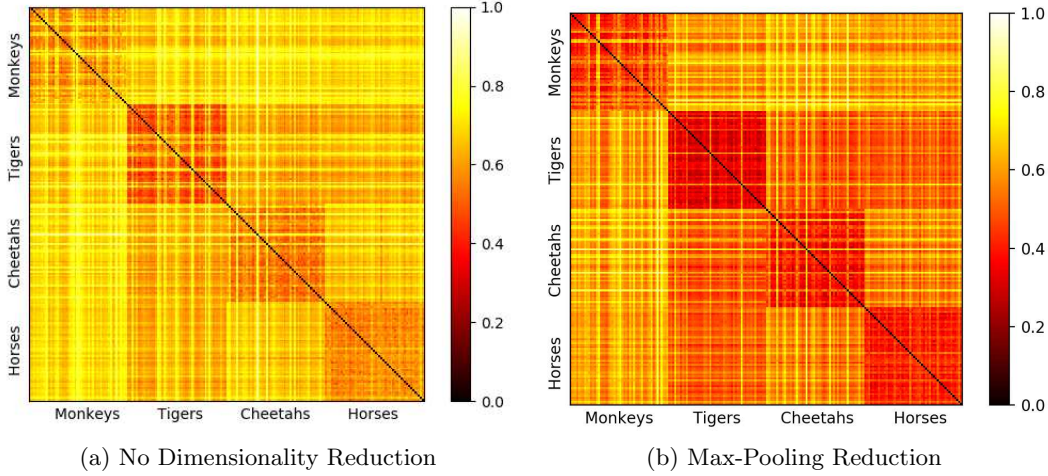 Monkeys
Tigers
Cheetahs
Horses
Monkeys Tigers Cheetahs Horses
1.0
0.8
0.6
0.4
0.2
0.0
(a) No Dimensionality Reduction
Monkeys
Tigers
Cheetahs
Horses
Monkeys Tigers Cheetahs Horses
1.0
0.8
0.6
0.4
0.2
0.0
(b) Max-Pooling Reduction